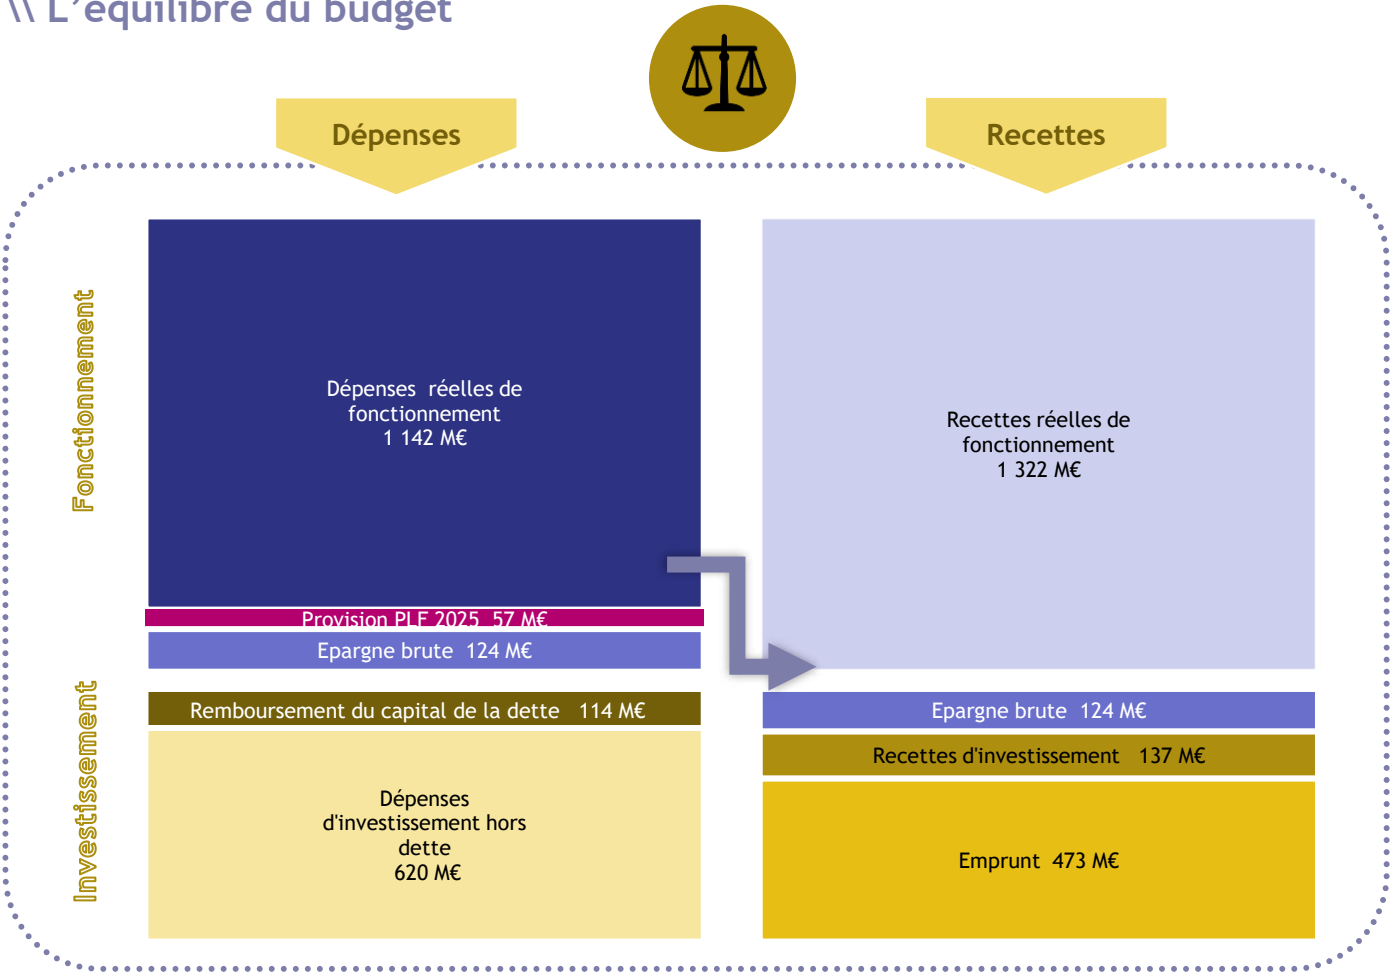 \\ L’équilibre du budget
Dépenses
Recettes
Fonctionnement
Dépenses réelles de
fonctionnement
1 142 M€
Recettes réelles de
fonctionnement
1 322 M€
Provision PLF 2025 57 M€
Epargne brute 124 M€
Investissement
Remboursement du capital de la dette 114 M€
Epargne brute 124 M€
Recettes d'investissement 137 M€
Dépenses
d'investissement hors
dette
620 M€
Emprunt 473 M€